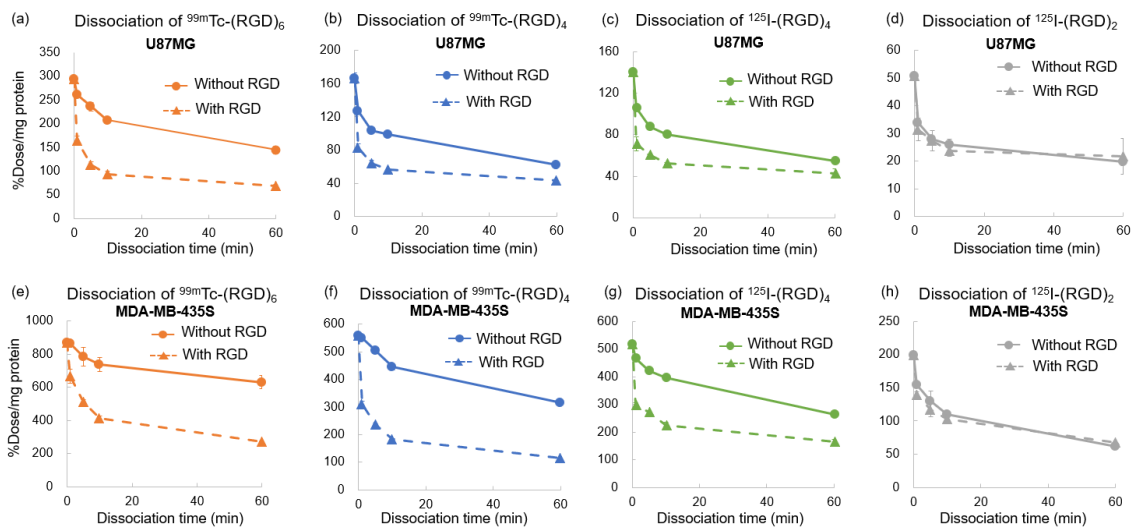 (a) Dissociation of ⁹⁹ᵐTc-(RGD)₆
U87MG
Without RGD
With RGD
%Dose/mg protein
350
300
250
200
150
100
50
0
0 20 40 60
Dissociation time (min)
(b) Dissociation of ⁹⁹ᵐTc-(RGD)₄
U87MG
Without RGD
With RGD
200
160
120
80
40
0
0 20 40 60
Dissociation time (min)
(c) Dissociation of ¹²⁵I-(RGD)₄
U87MG
Without RGD
With RGD
160
120
80
40
0
0 20 40 60
Dissociation time (min)
(d) Dissociation of ¹²⁵I-(RGD)₂
U87MG
Without RGD
With RGD
60
50
40
30
20
10
0
0 20 40 60
Dissociation time (min)
(e) Dissociation of ⁹⁹ᵐTc-(RGD)₆
MDA-MB-435S
Without RGD
With RGD
%Dose/mg protein
1000
800
600
400
200
0
0 20 40 60
Dissociation time (min)
(f) Dissociation of ⁹⁹ᵐTc-(RGD)₄
MDA-MB-435S
Without RGD
With RGD
600
500
400
300
200
100
0
0 20 40 60
Dissociation time (min)
(g) Dissociation of ¹²⁵I-(RGD)₄
MDA-MB-435S
Without RGD
With RGD
600
500
400
300
200
100
0
0 20 40 60
Dissociation time (min)
(h) Dissociation of ¹²⁵I-(RGD)₂
MDA-MB-435S
Without RGD
With RGD
250
200
150
100
50
0
0 20 40 60
Dissociation time (min)